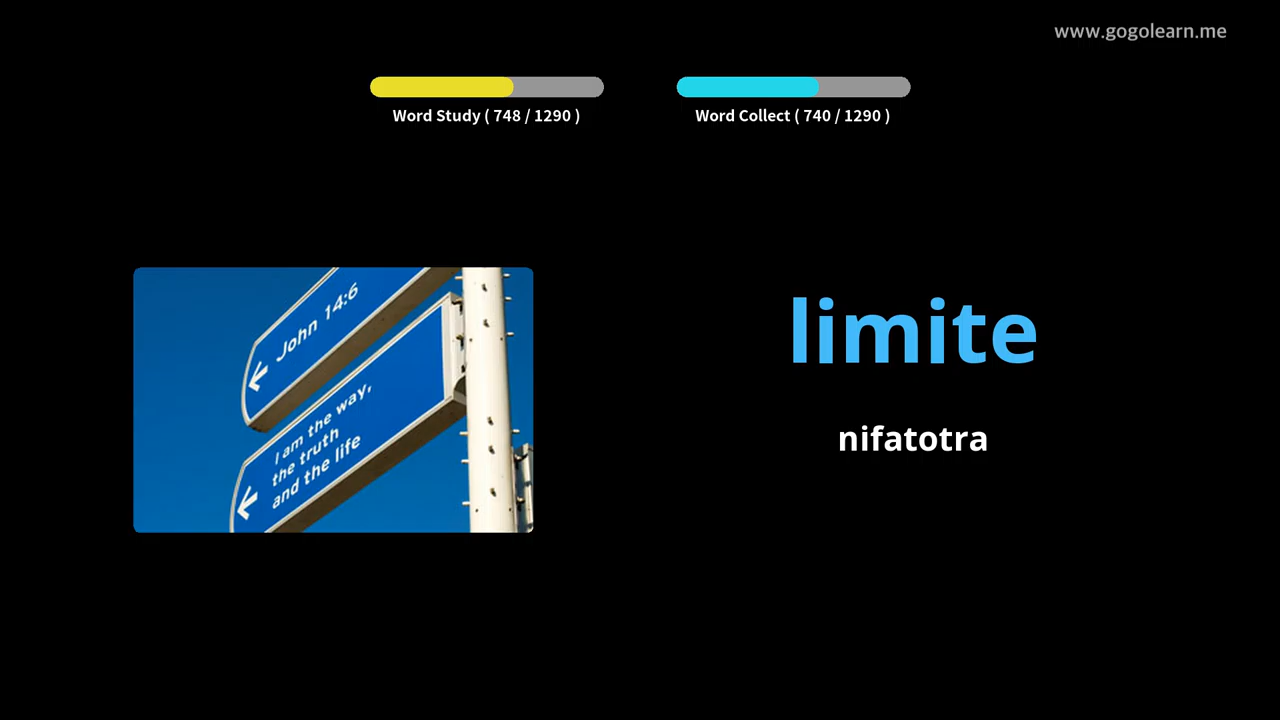 www.gogolearn.me
Word Study ( 748 / 1290 )
Word Collect ( 740 / 1290 )
John 14:6
I am the way,
the truth
and the life
limite
nifatotra